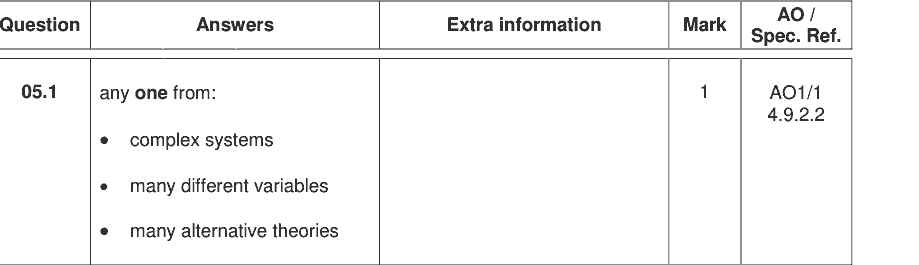 Question Answers Extra information Mark AO /
Spec. Ref.
05.1 any one from: 1 AO1/1
4.9.2.2
• complex systems
• many different variables
• many alternative theories